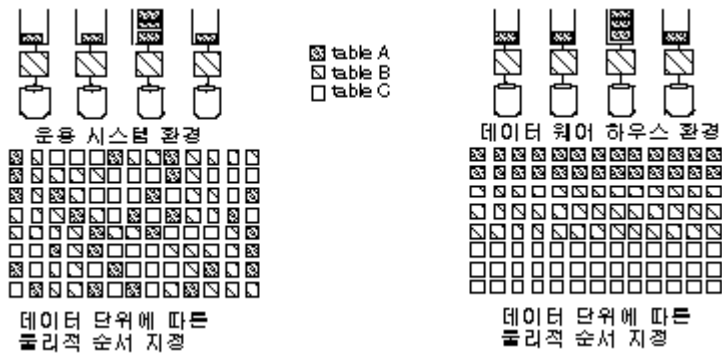 table A
table B
table C
운용 시스템 환경
데이터 웨어 하우스 환경
데이터 단위에 따른
물리적 순서 지정
데이터 단위에 따른
물리적 순서 지정